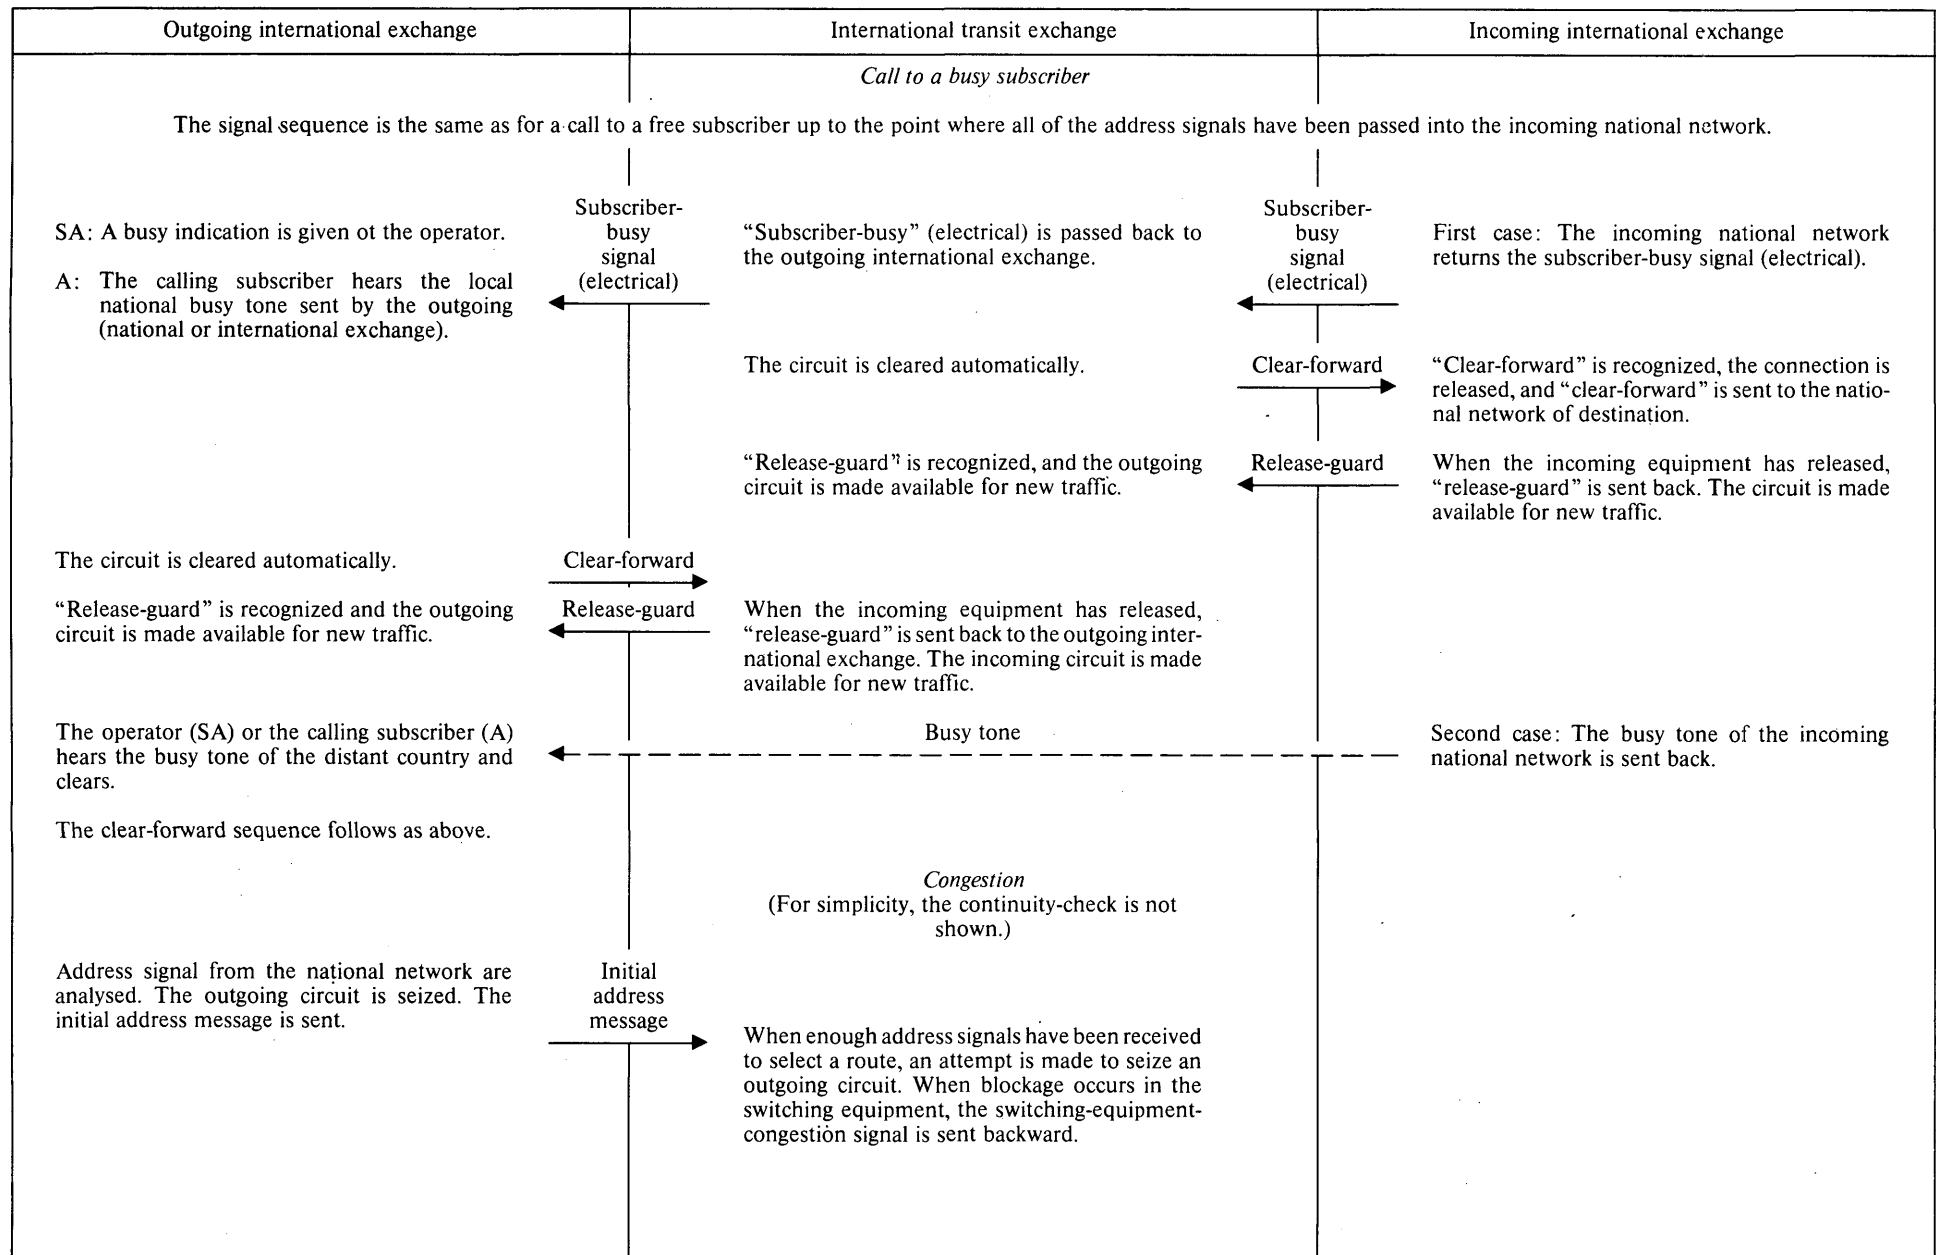 Outgoing international exchange
International transit exchange
Incoming international exchange
Call to a busy subscriber
The signal sequence is the same as for a call to a free subscriber up to the point where all of the address signals have been passed into the incoming national network.
SA: A busy indication is given ot the operator.
A: The calling subscriber hears the local
national busy tone sent by the outgoing
(national or international exchange).
Subscriber-
busy
signal
(electrical)
“Subscriber-busy” (electrical) is passed back to
the outgoing international exchange.
Subscriber-
busy
signal
(electrical)
First case: The incoming national network
returns the subscriber-busy signal (electrical).
The circuit is cleared automatically.
Clear-forward
“Clear-forward” is recognized, the connection is
released, and “clear-forward” is sent to the natio-
nal network of destination.
“Release-guard” is recognized, and the outgoing
circuit is made available for new traffic.
Release-guard
When the incoming equipment has released,
“release-guard” is sent back. The circuit is made
available for new traffic.
The circuit is cleared automatically.
Clear-forward
“Release-guard” is recognized and the outgoing
circuit is made available for new traffic.
Release-guard
When the incoming equipment has released,
“release-guard” is sent back to the outgoing inter-
national exchange. The incoming circuit is made
available for new traffic.
The operator (SA) or the calling subscriber (A)
hears the busy tone of the distant country and
clears.
Busy tone
Second case: The busy tone of the incoming
national network is sent back.
The clear-forward sequence follows as above.
Congestion
(For simplicity, the continuity-check is not
shown.)
Address signal from the national network are
analysed. The outgoing circuit is seized. The
initial address message is sent.
Initial
address
message
When enough address signals have been received
to select a route, an attempt is made to seize an
outgoing circuit. When blockage occurs in the
switching equipment, the switching-equipment-
congestion signal is sent backward.